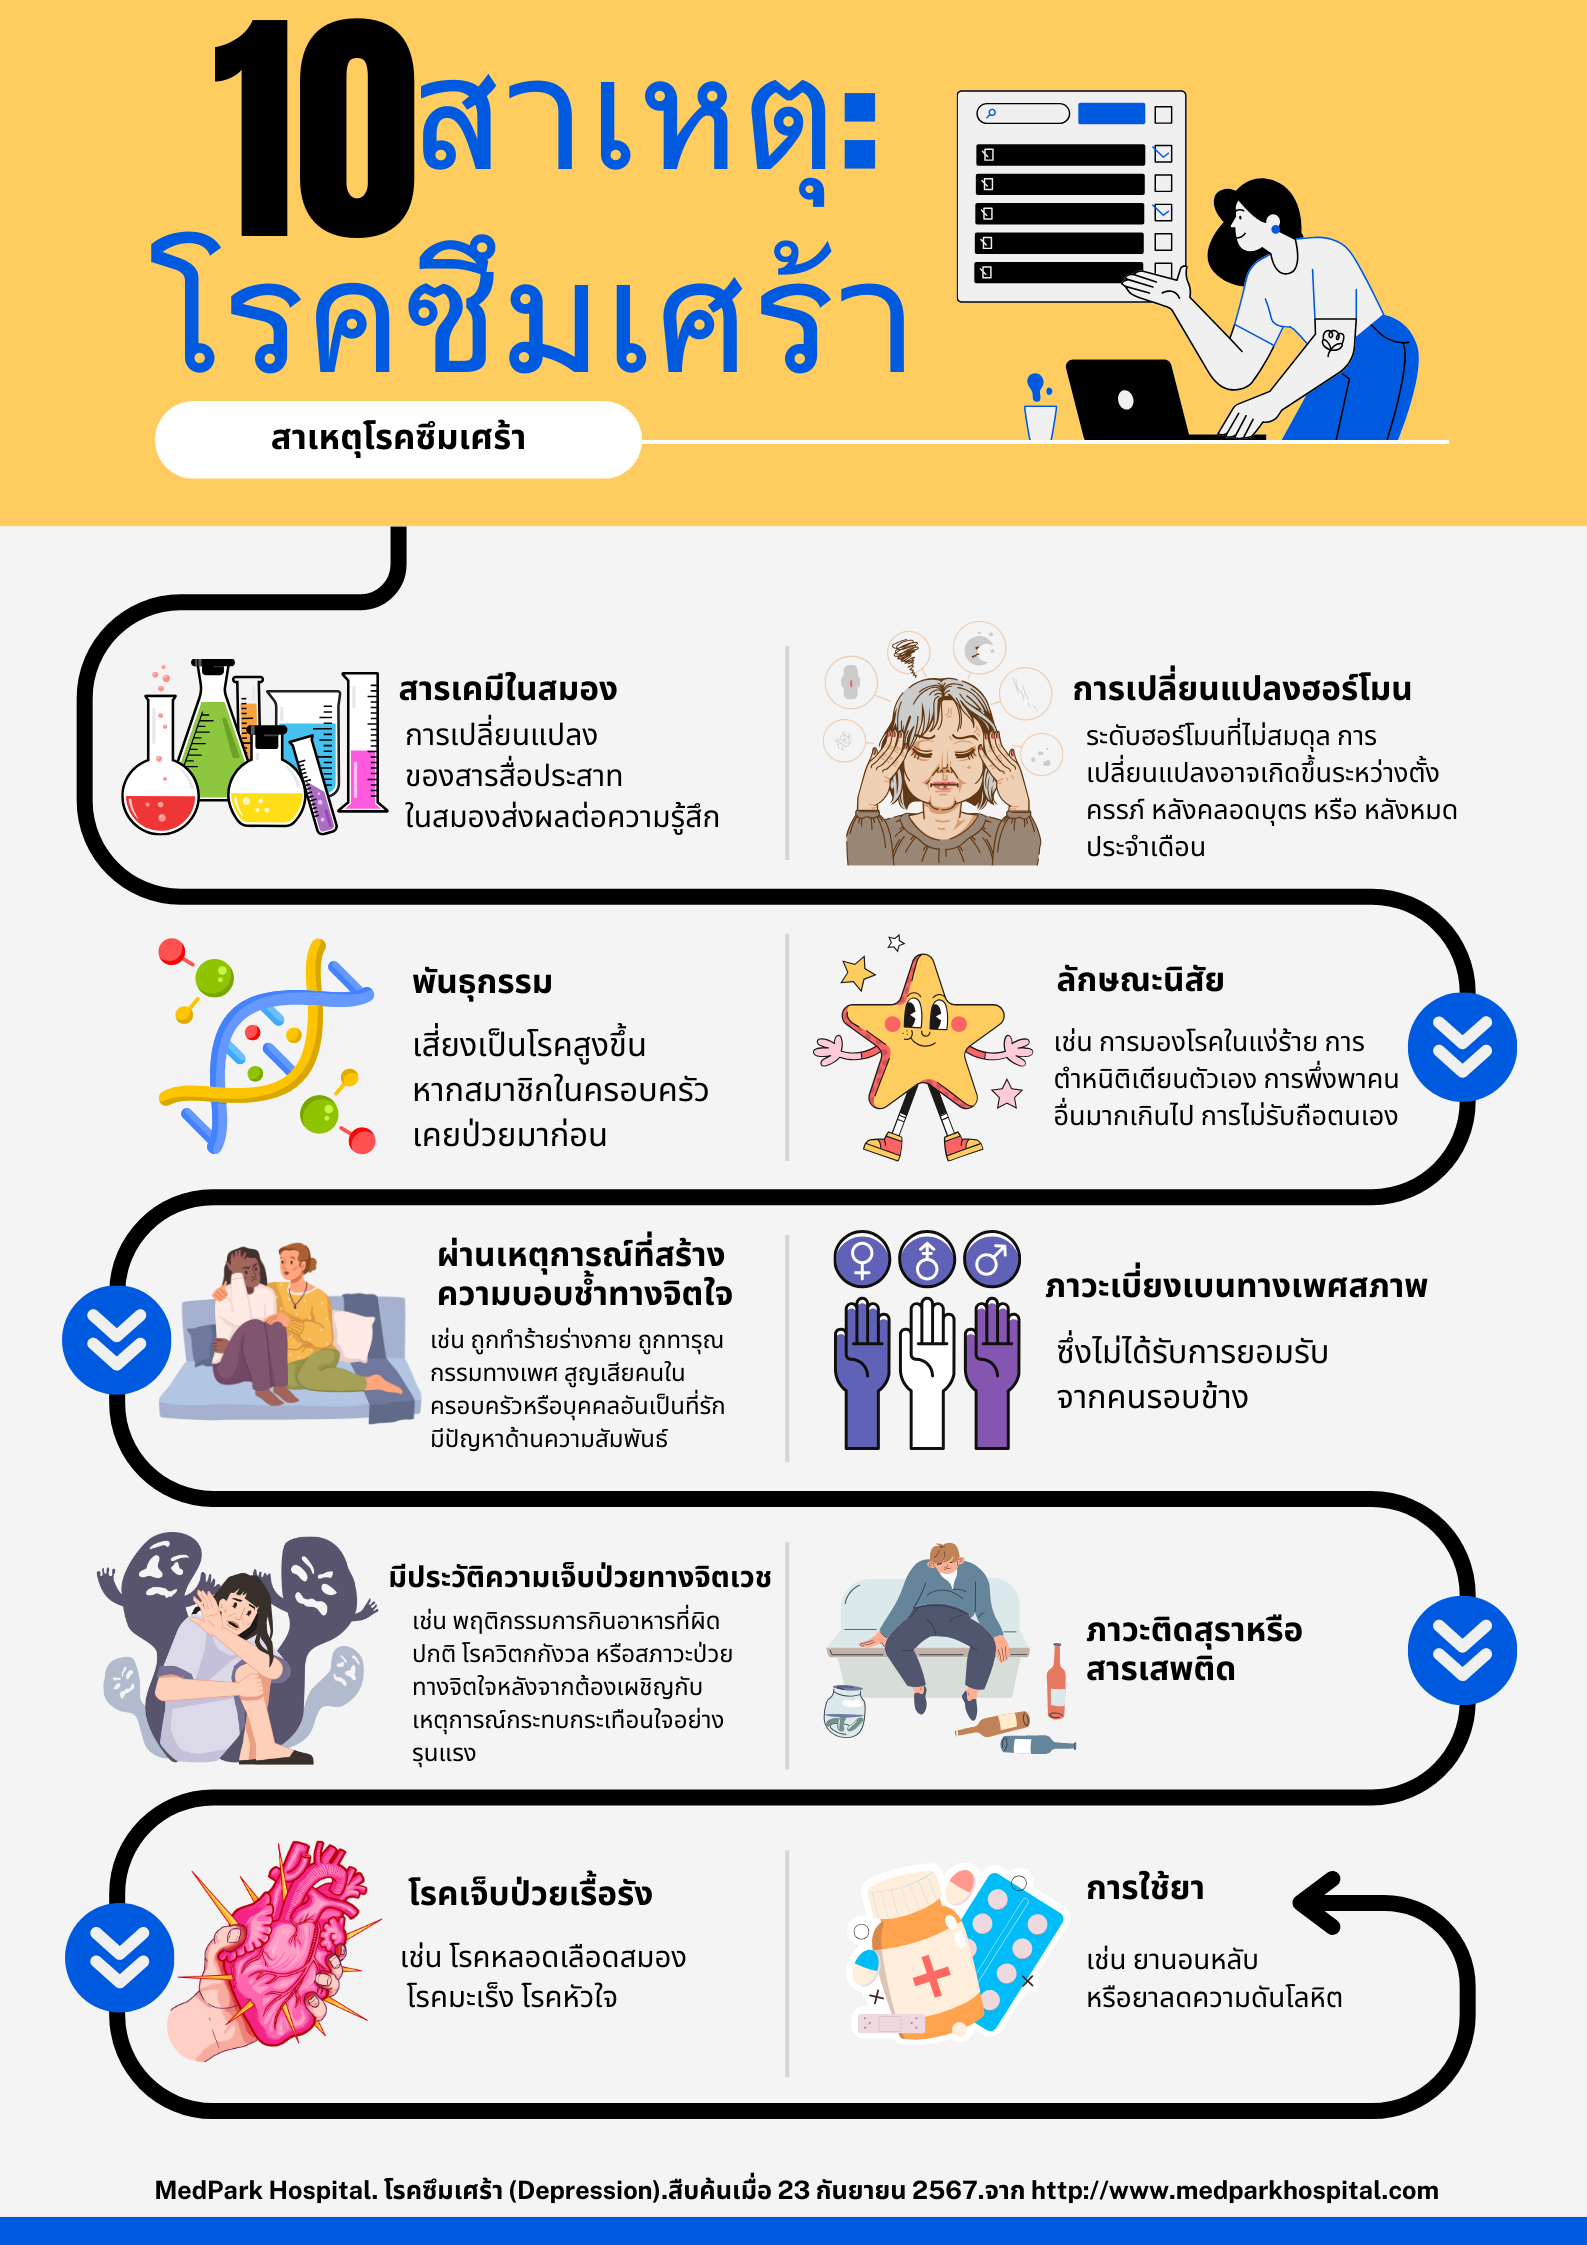 10สาเหตุ:
โรคซึมเศร้า
สาเหตุโรคซึมเศร้า
สารเคมีในสมอง
การเปลี่ยนแปลง
ของสารสื่อประสาท
ในสมองส่งผลต่อความรู้สึก
การเปลี่ยนแปลงฮอร์โมน
ระดับฮอร์โมนที่ไม่สมดุล การ
เปลี่ยนแปลงอาจเกิดขึ้นระหว่างตั้ง
ครรภ์ หลังคลอดบุตร หรือ หลังหมด
ประจำเดือน
พันธุกรรม
เสี่ยงเป็นโรคสูงขึ้น
หากสมาชิกในครอบครัว
เคยป่วยมาก่อน
ลักษณะนิสัย
เช่น การมองโรคในแง่ร้าย การ
ตำหนิติเตียนตัวเอง การพึ่งพาคน
อื่นมากเกินไป การไม่รับถือตนเอง
ผ่านเหตุการณ์ที่สร้าง
ความบอบช้ำทางจิตใจ
เช่น ถูกทำร้ายร่างกาย ถูกทารุณ
กรรมทางเพศ สูญเสียคนใน
ครอบครัวหรือบุคคลอันเป็นที่รัก
มีปัญหาด้านความสัมพันธ์
ภาวะเบี่ยงเบนทางเพศสภาพ
ซึ่งไม่ได้รับการยอมรับ
จากคนรอบข้าง
มีประวัติความเจ็บป่วยทางจิตเวช
เช่น พฤติกรรมการกินอาหารที่ผิด
ปกติ โรควิตกกังวล หรือสภาวะป่วย
ทางจิตใจหลังจากต้องเผชิญกับ
เหตุการณ์กระทบกระเทือนใจอย่าง
รุนแรง
ภาวะติดสุราหรือ
สารเสพติด
โรคเจ็บป่วยเรื้อรัง
เช่น โรคหลอดเลือดสมอง
โรคมะเร็ง โรคหัวใจ
การใช้ยา
เช่น ยานอนหลับ
หรือยาลดความดันโลหิต
MedPark Hospital. โรคซึมเศร้า (Depression).สืบค้นเมื่อ 23 กันยายน 2567.จาก http://www.medparkhospital.com